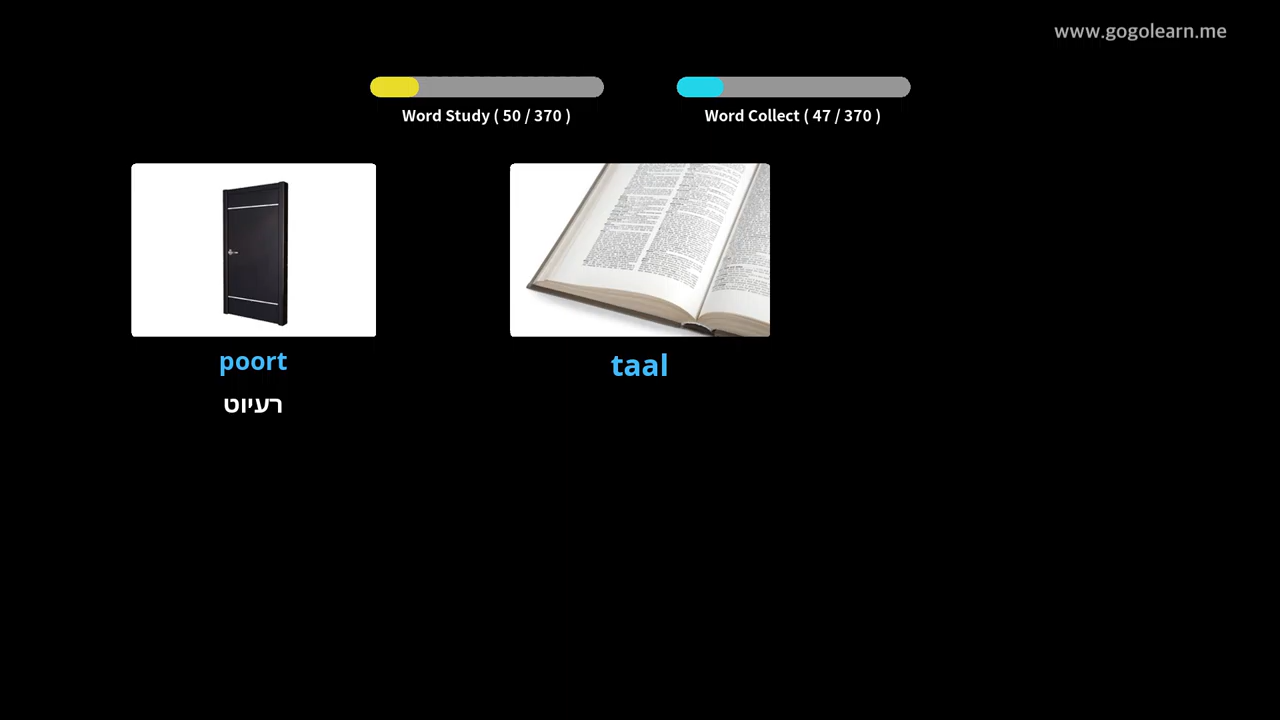 www.gogolearn.me
Word Study ( 50 / 370 )
Word Collect ( 47 / 370 )
poort
רעיוט
taal